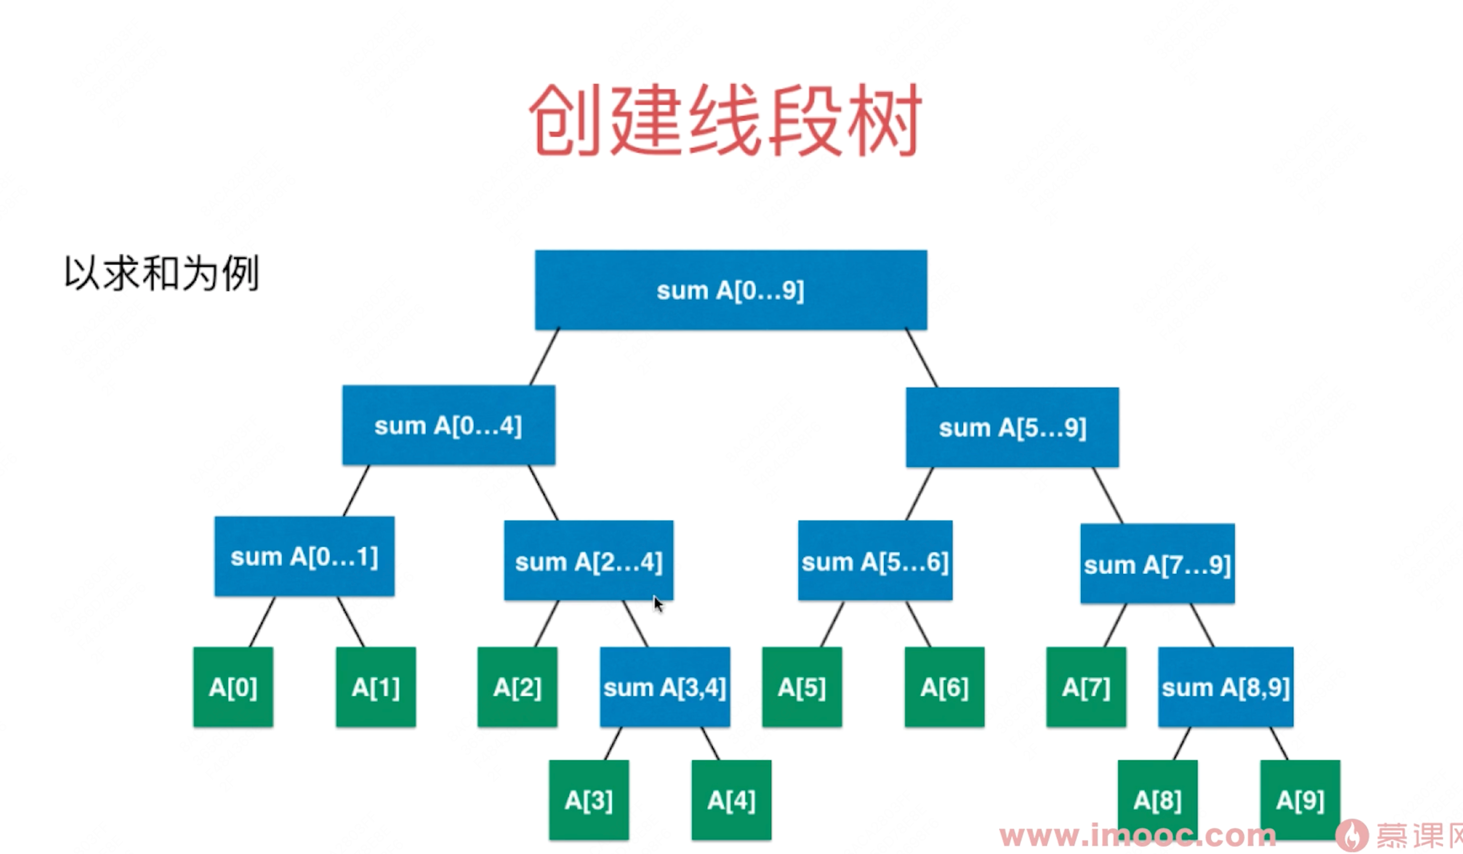 创建线段树
以求和为例
sum A[0...9]
sum A[0...4]
sum A[5...9]
sum A[0...1]
sum A[2...4]
sum A[5...6]
sum A[7...9]
A[0]
A[1]
A[2]
sum A[3,4]
A[5]
A[6]
A[7]
sum A[8,9]
A[3]
A[4]
A[8]
A[9]
www.imooc.com
慕课网